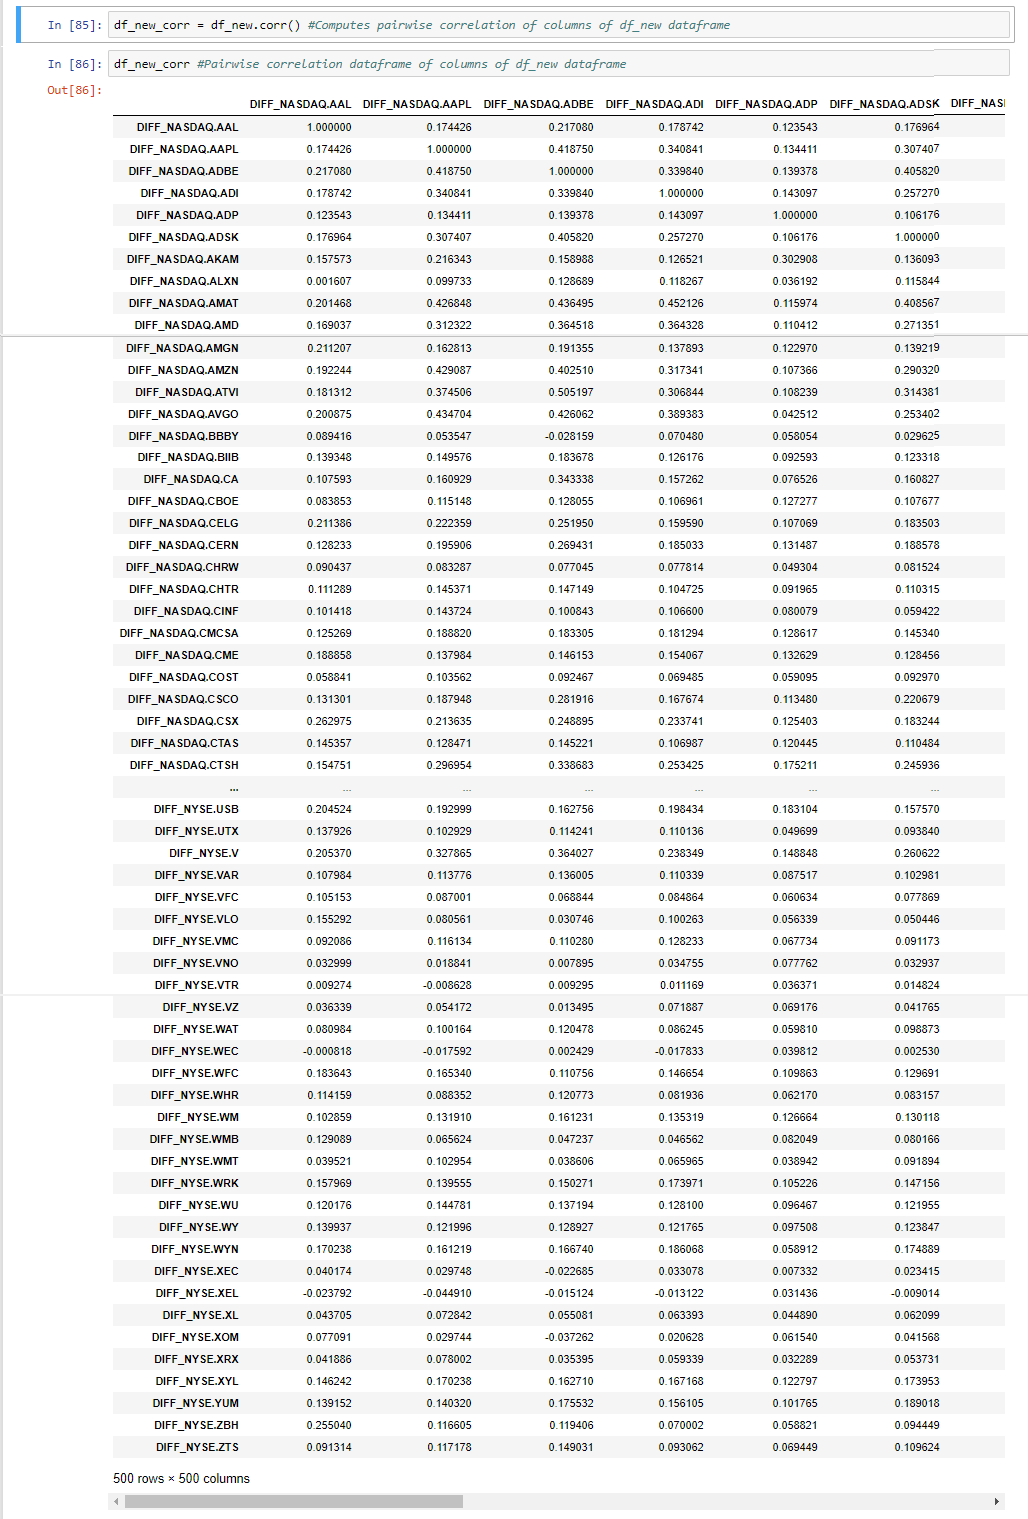 In [85]: df_new_corr = df_new.corr() #Computes pairwise correlation of columns of df_new dataframe
In [86]: df_new_corr #Pairwise correlation dataframe of columns of df_new dataframe
Out[86]:
DIFF_NASDAQ.AAL DIFF_NASDAQ.AAPL DIFF_NASDAQ.ADBE DIFF_NASDAQ.ADI DIFF_NASDAQ.ADP DIFF_NASDAQ.ADSK DIFF_NAS
DIFF_NASDAQ.AAL 1.000000 0.174426 0.217080 0.178742 0.123543 0.176964
DIFF_NASDAQ.AAPL 0.174426 1.000000 0.418750 0.340841 0.134411 0.307407
DIFF_NASDAQ.ADBE 0.217080 0.418750 1.000000 0.339840 0.139378 0.405820
DIFF_NASDAQ.ADI 0.178742 0.340841 0.339840 1.000000 0.143097 0.257270
DIFF_NASDAQ.ADP 0.123543 0.134411 0.139378 0.143097 1.000000 0.106176
DIFF_NASDAQ.ADSK 0.176964 0.307407 0.405820 0.257270 0.106176 1.000000
DIFF_NASDAQ.AKAM 0.157573 0.216343 0.158988 0.126521 0.302908 0.136093
DIFF_NASDAQ.ALXN 0.001607 0.099733 0.128689 0.118267 0.036192 0.115844
DIFF_NASDAQ.AMAT 0.201468 0.426848 0.436495 0.452126 0.115974 0.408567
DIFF_NASDAQ.AMD 0.169037 0.312322 0.364518 0.364328 0.110412 0.271351
DIFF_NASDAQ.AMGN 0.211207 0.162813 0.191355 0.137893 0.122970 0.139219
DIFF_NASDAQ.AMZN 0.192244 0.429087 0.402510 0.317341 0.107366 0.290320
DIFF_NASDAQ.ATVI 0.181312 0.374506 0.505197 0.306844 0.108239 0.314381
DIFF_NASDAQ.AVGO 0.200875 0.434704 0.426062 0.389383 0.042512 0.253402
DIFF_NASDAQ.BBBY 0.089416 0.053547 -0.028159 0.070480 0.058054 0.029625
DIFF_NASDAQ.BIIB 0.139348 0.149576 0.183678 0.126176 0.092593 0.123318
DIFF_NASDAQ.CA 0.107593 0.160929 0.343338 0.157262 0.076526 0.160827
DIFF_NASDAQ.CBOE 0.083853 0.115148 0.128055 0.106961 0.127277 0.107677
DIFF_NASDAQ.CELG 0.211386 0.222359 0.251950 0.159590 0.107069 0.183503
DIFF_NASDAQ.CERN 0.128233 0.195906 0.269431 0.185033 0.131487 0.188578
DIFF_NASDAQ.CHRW 0.090437 0.083287 0.077045 0.077814 0.049304 0.081524
DIFF_NASDAQ.CHTR 0.111289 0.145371 0.147149 0.104725 0.091965 0.110315
DIFF_NASDAQ.CINF 0.101418 0.143724 0.100843 0.106600 0.080079 0.059422
DIFF_NASDAQ.CMCSA 0.125269 0.188820 0.183305 0.181294 0.128617 0.145340
DIFF_NASDAQ.CME 0.188858 0.137984 0.146153 0.154067 0.132629 0.128456
DIFF_NASDAQ.COST 0.058841 0.103562 0.092467 0.069485 0.059095 0.092970
DIFF_NASDAQ.CSCO 0.131301 0.187948 0.281916 0.167674 0.113480 0.220679
DIFF_NASDAQ.CSX 0.262975 0.213635 0.248895 0.233741 0.125403 0.183244
DIFF_NASDAQ.CTAS 0.145357 0.128471 0.145221 0.106987 0.120445 0.110484
DIFF_NASDAQ.CTSH 0.154751 0.296954 0.338683 0.253425 0.175211 0.245936
... ... ... ... ... ... ...
DIFF_NYSE.USB 0.204524 0.192999 0.162756 0.198434 0.183104 0.157570
DIFF_NYSE.UTX 0.137926 0.102929 0.114241 0.110136 0.049699 0.093840
DIFF_NYSE.V 0.205370 0.327865 0.364027 0.238349 0.148848 0.260622
DIFF_NYSE.VAR 0.107984 0.113776 0.136005 0.110339 0.087517 0.102981
DIFF_NYSE.VFC 0.105153 0.087001 0.068844 0.084864 0.060634 0.077869
DIFF_NYSE.VLO 0.155292 0.080561 0.030746 0.100263 0.056339 0.050446
DIFF_NYSE.VMC 0.092086 0.116134 0.110280 0.128233 0.067734 0.091173
DIFF_NYSE.VNO 0.032999 0.018841 0.007895 0.034755 0.077762 0.032937
DIFF_NYSE.VTR 0.009274 -0.008628 0.009295 0.011169 0.036371 0.014824
DIFF_NYSE.VZ 0.036339 0.054172 0.013495 0.071887 0.069176 0.041765
DIFF_NYSE.WAT 0.080984 0.100164 0.120478 0.086245 0.059810 0.098873
DIFF_NYSE.WEC -0.000818 -0.017592 0.002429 -0.017833 0.039812 0.002530
DIFF_NYSE.WFC 0.183643 0.165340 0.110756 0.146654 0.109863 0.129691
DIFF_NYSE.WHR 0.114159 0.088352 0.120773 0.081936 0.062170 0.083157
DIFF_NYSE.WM 0.102859 0.131910 0.161231 0.135319 0.126664 0.130118
DIFF_NYSE.WMB 0.129089 0.065624 0.047237 0.046562 0.082049 0.080166
DIFF_NYSE.WMT 0.039521 0.102954 0.038606 0.065965 0.038942 0.091894
DIFF_NYSE.WRK 0.157969 0.139555 0.150271 0.173971 0.105226 0.147156
DIFF_NYSE.WU 0.120176 0.144781 0.137194 0.128100 0.096467 0.121955
DIFF_NYSE.WY 0.139937 0.121996 0.128927 0.121765 0.097508 0.123847
DIFF_NYSE.WYN 0.170238 0.161219 0.166740 0.186068 0.058912 0.174889
DIFF_NYSE.XEC 0.040174 0.029748 -0.022685 0.033078 0.007332 0.023415
DIFF_NYSE.XEL -0.023792 -0.044910 -0.015124 -0.013122 0.031436 -0.009014
DIFF_NYSE.XL 0.043705 0.072842 0.055081 0.063393 0.044890 0.062099
DIFF_NYSE.XOM 0.077091 0.029744 -0.037262 0.020628 0.061540 0.041568
DIFF_NYSE.XRX 0.041886 0.078002 0.035395 0.059339 0.032289 0.053731
DIFF_NYSE.XYL 0.146242 0.170238 0.162710 0.167168 0.122797 0.173953
DIFF_NYSE.YUM 0.139152 0.140320 0.175532 0.156105 0.101765 0.189018
DIFF_NYSE.ZBH 0.255040 0.116605 0.119406 0.070002 0.058821 0.094449
DIFF_NYSE.ZTS 0.091314 0.117178 0.149031 0.093062 0.069449 0.109624
500 rows × 500 columns